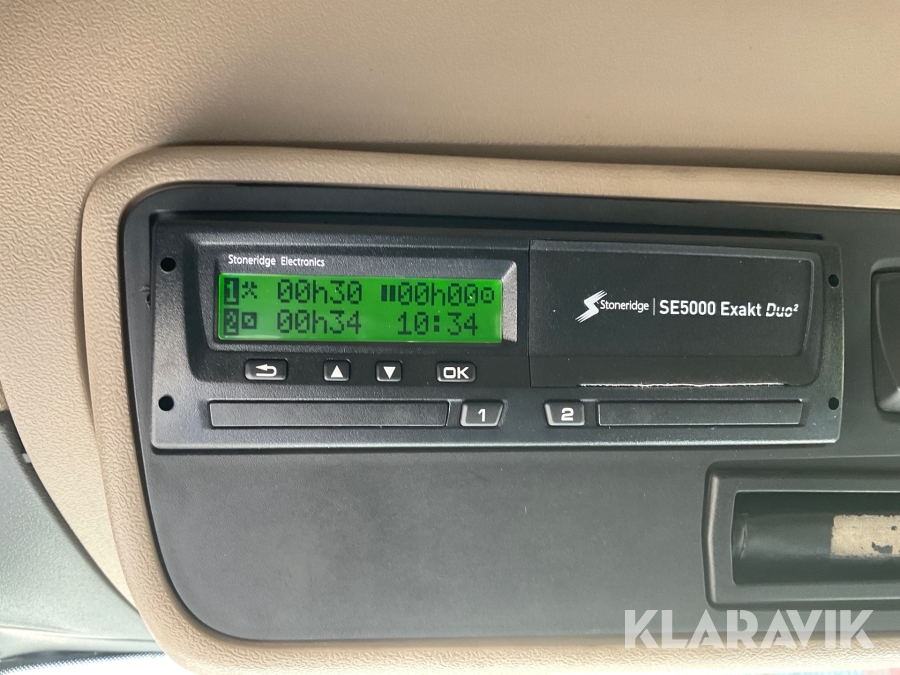 Stoneridge Electronics
1 00h30 00h00
2 00h34 10:34
Stoneridge SE5000 Exakt Duo²
OK
1 2
KLARAVIK